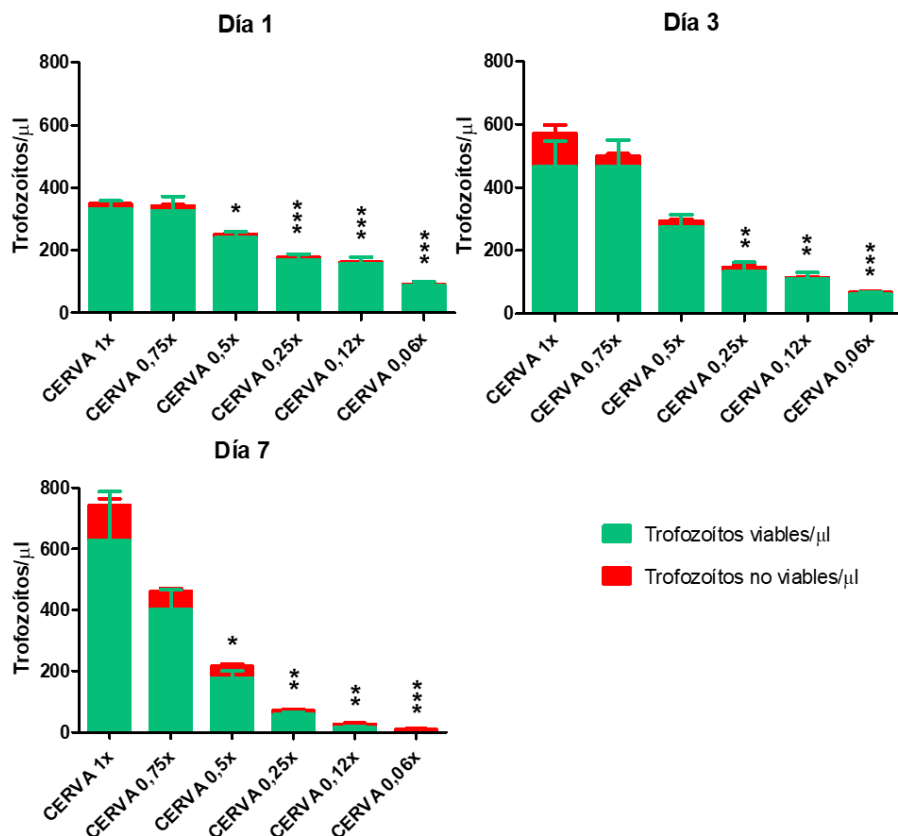 Día 1
Trofozoítos/µl
800
600
400
200
0
*
***
***
***
CERVA 1x
CERVA 0,75x
CERVA 0,5x
CERVA 0,25x
CERVA 0,12x
CERVA 0,06x
Día 3
Trofozoítos/µl
800
600
400
200
0
**
**
***
CERVA 1x
CERVA 0,75x
CERVA 0,5x
CERVA 0,25x
CERVA 0,12x
CERVA 0,06x
Día 7
Trofozoítos/µl
800
600
400
200
0
*
**
**
***
CERVA 1x
CERVA 0,75x
CERVA 0,5x
CERVA 0,25x
CERVA 0,12x
CERVA 0,06x
Trofozoítos viables/µl
Trofozoítos no viables/µl